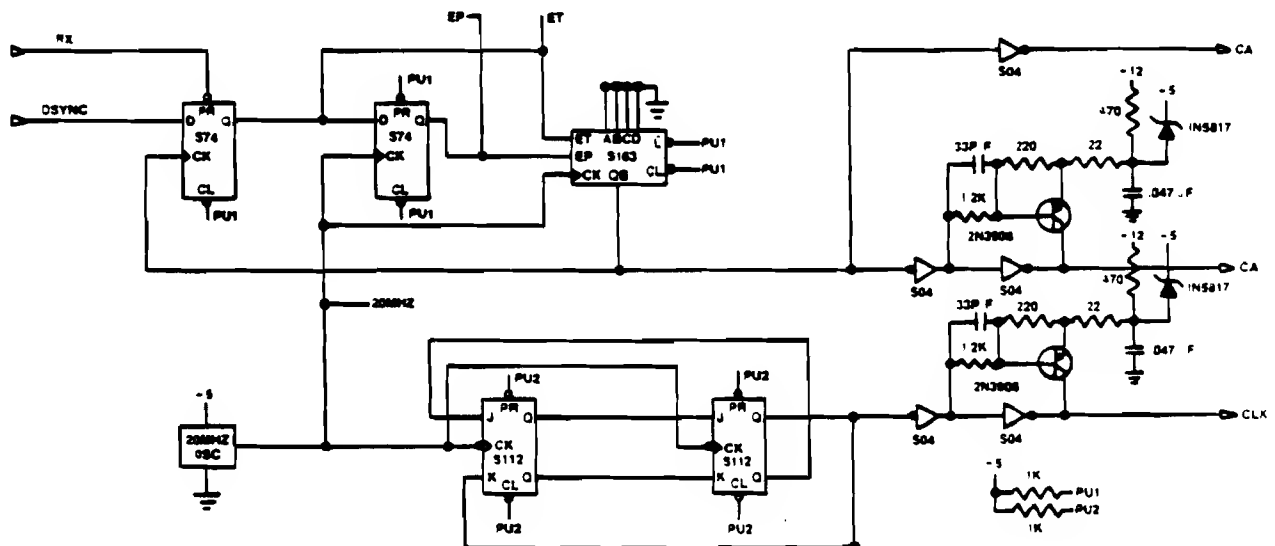 EP ET
RX
DSYNC
PR
D Q
S74
CK
CL
PU1
PU1
PR
D Q
S74
CK
CL
PU1
ET ABCD L
S163
EP
CK QB CL
PU1
PU1
S04
CA
-12
470
-5
1N5817
33P F
220
22
.047 F
1.2K
2N3906
S04
S04
CA
20MHZ
-12
470
-5
1N5817
33P F
220
22
.047 F
1.2K
2N3906
S04
S04
CLK
-5
20MHZ
OSC
PU2
PR
J Q
CK
S112
K Q
CL
PU2
PU2
PR
J Q
CK
S112
K Q
CL
PU2
-5
1K
PU1
PU2
1K